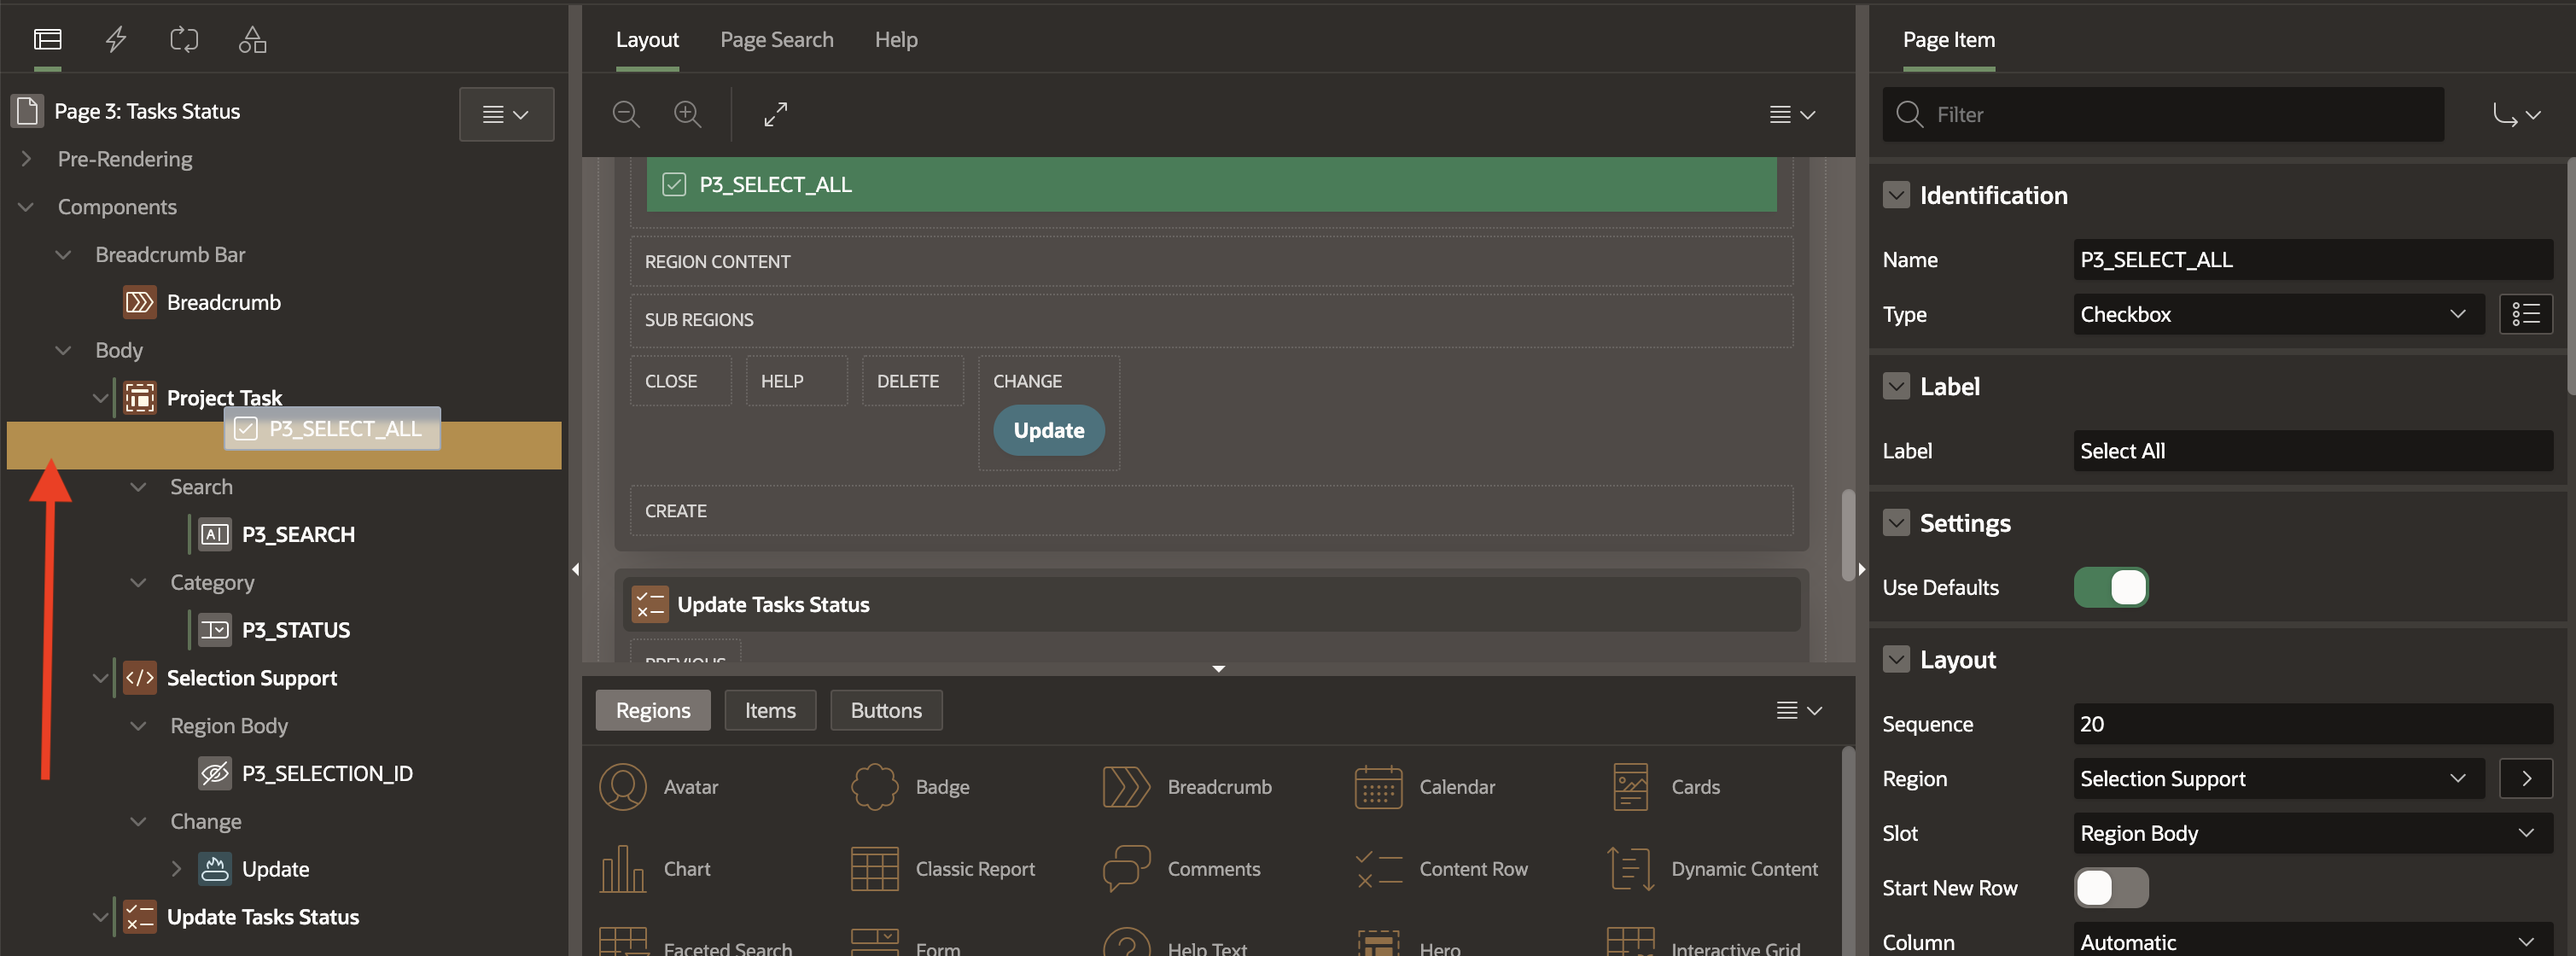 Page 3: Tasks Status
Pre-Rendering
Components
Breadcrumb Bar
Breadcrumb
Body
Project Task
P3_SELECT_ALL
Search
P3_SEARCH
Category
P3_STATUS
Selection Support
Region Body
P3_SELECTION_ID
Change
Update
Update Tasks Status
Layout Page Search Help
P3_SELECT_ALL
REGION CONTENT
SUB REGIONS
CLOSE HELP DELETE CHANGE
Update
CREATE
Update Tasks Status
PREVIOUS
Regions Items Buttons
Avatar Badge Breadcrumb Calendar Cards
Chart Classic Report Comments Content Row Dynamic Content
Faceted Search Form Help Text Hero Interactive Grid
Page Item
Filter
Identification
Name P3_SELECT_ALL
Type Checkbox
Label
Label Select All
Settings
Use Defaults
Layout
Sequence 20
Region Selection Support
Slot Region Body
Start New Row
Column Automatic